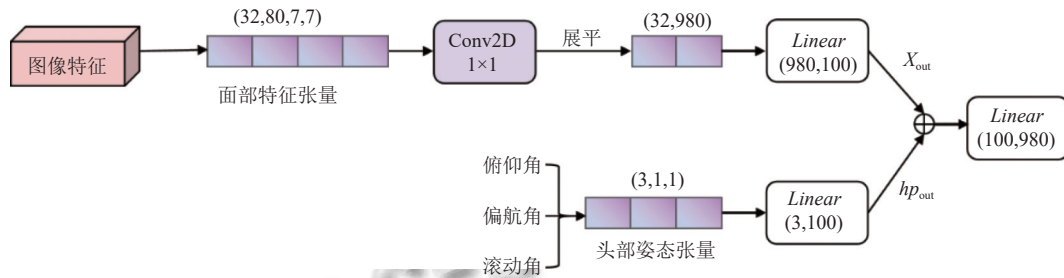 图像特征
(32,80,7,7)
面部特征张量
Conv2D
1×1
展平
(32,980)
Linear
(980,100)
X_out
俯仰角
偏航角
滚动角
(3,1,1)
头部姿态张量
Linear
(3,100)
hp_out
Linear
(100,980)